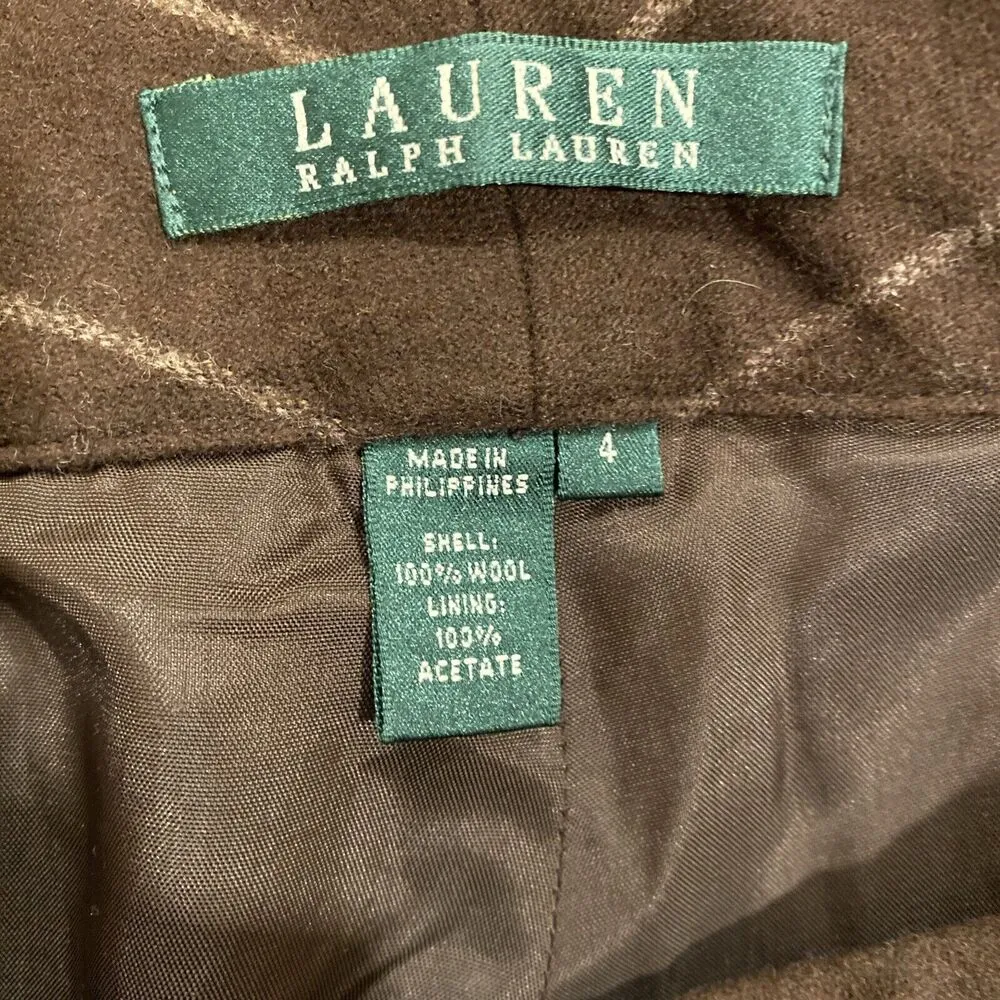 LAUREN
RALPH LAUREN
MADE IN
PHILIPPINES
4
SHELL:
100% WOOL
LINING:
100%
ACETATE